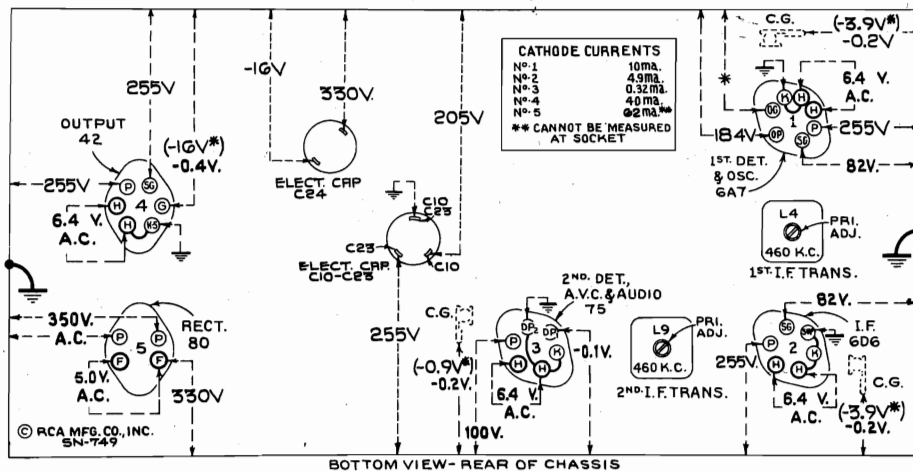 C.G.
(-3.9V*)
-0.2V
-16V
255V
330V.
205V
CATHODE CURRENTS
No.1 10ma.
No.2 4.9ma.
No.3 0.32ma.
No.4 40ma.
No.5 62ma.**
** CANNOT BE MEASURED
AT SOCKET
*
K H
OG H
1
OP P
SG
6.4 V.
A.C.
184V
255V
82V.
1ST. DET.
& OSC.
6A7
OUTPUT
42
(-16V*)
-0.4V.
255V
P SG
H 4 G
H K-S
6.4 V.
A.C.
ELECT. CAP
C24
C10
C23
C23
C10
ELECT. CAP.
C10-C23
L4
PRI.
ADJ.
460 K.C.
1ST. I.F. TRANS.
350V.
A.C.
RECT.
80
P P
5
F F
5.0V.
A.C.
330V
255V
C.G.
(-0.9V*)
-0.2V.
2ND. DET.,
A.V.C. & AUDIO
75
DP2 DP1
P 3 K
H H
-0.1V.
6.4 V.
A.C.
100V.
L9
PRI.
ADJ.
460 K.C.
2ND. I.F. TRANS.
82V.
I.F.
6D6
SG SU
P 2 K
H H
255V
6.4 V.
A.C.
C.G.
(-3.9V*)
-0.2V.
© RCA MFG. CO., INC.
SN-749
BOTTOM VIEW-REAR OF CHASSIS